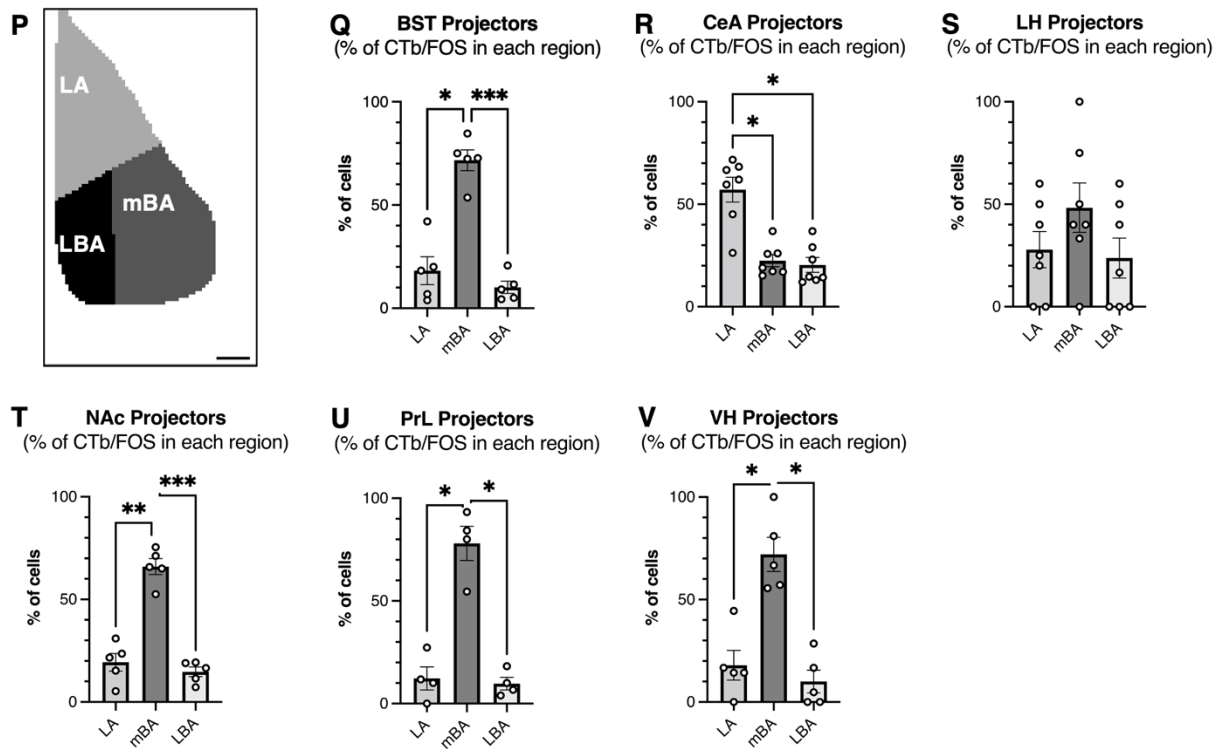 P
LA
mBA
LBA
Q BST Projectors
(% of CTb/FOS in each region)
* ***
100
50
0
% of cells
LA mBA LBA
R CeA Projectors
(% of CTb/FOS in each region)
*
*
100
50
0
% of cells
LA mBA LBA
S LH Projectors
(% of CTb/FOS in each region)
100
50
0
% of cells
LA mBA LBA
T NAc Projectors
(% of CTb/FOS in each region)
***
**
100
50
0
% of cells
LA mBA LBA
U PrL Projectors
(% of CTb/FOS in each region)
* *
100
50
0
% of cells
LA mBA LBA
V VH Projectors
(% of CTb/FOS in each region)
* *
100
50
0
% of cells
LA mBA LBA